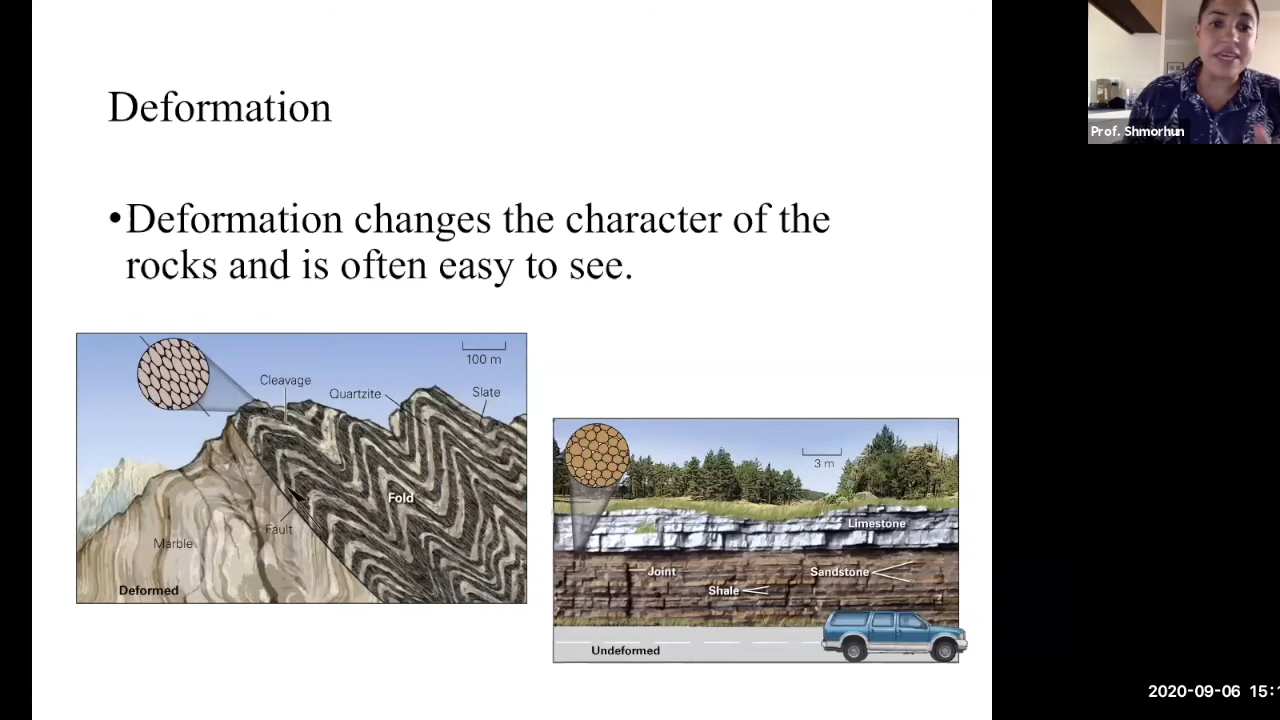 Deformation
•Deformation changes the character of the
rocks and is often easy to see.
100 m
Cleavage
Quartzite
Slate
Fold
Fault
Marble
Deformed
3 m
Limestone
Joint
Sandstone
Shale
Undeformed
Prof. Shmorhun
2020-09-06 15:1